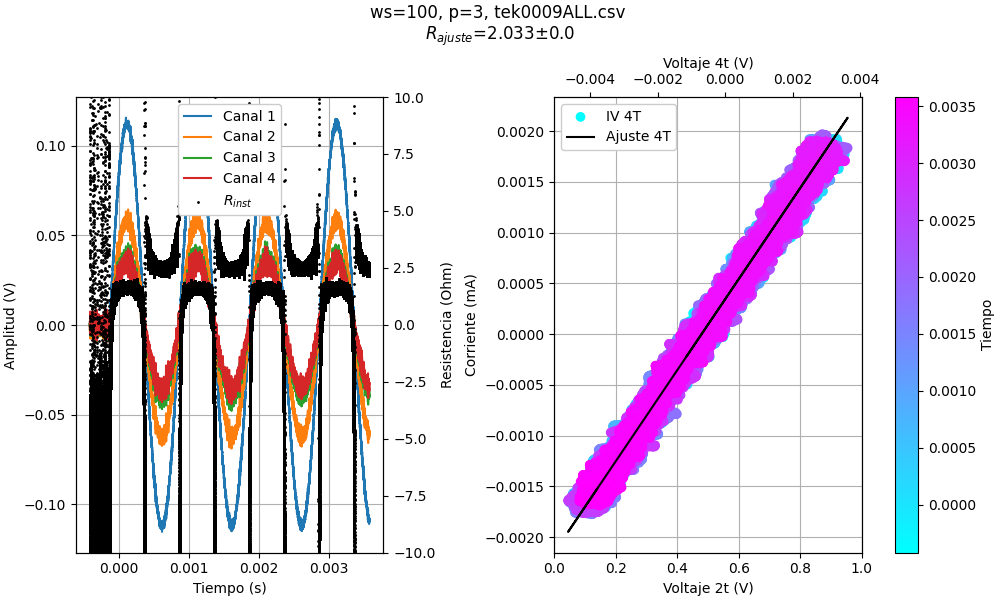 ws=100, p=3, tek0009ALL.csv
R_ajuste=2.033±0.0
Canal 1
Canal 2
Canal 3
Canal 4
R_inst
0.10
0.05
0.00
−0.05
−0.10
Amplitud (V)
0.000
0.001
0.002
0.003
Tiempo (s)
10.0
7.5
5.0
2.5
0.0
−2.5
−5.0
−7.5
−10.0
Resistencia (Ohm)
Voltaje 4t (V)
−0.004
−0.002
0.000
0.002
0.004
IV 4T
Ajuste 4T
0.0020
0.0015
0.0010
0.0005
0.0000
−0.0005
−0.0010
−0.0015
−0.0020
Corriente (mA)
0.0
0.2
0.4
0.6
0.8
1.0
Voltaje 2t (V)
0.0035
0.0030
0.0025
0.0020
0.0015
0.0010
0.0005
0.0000
Tiempo